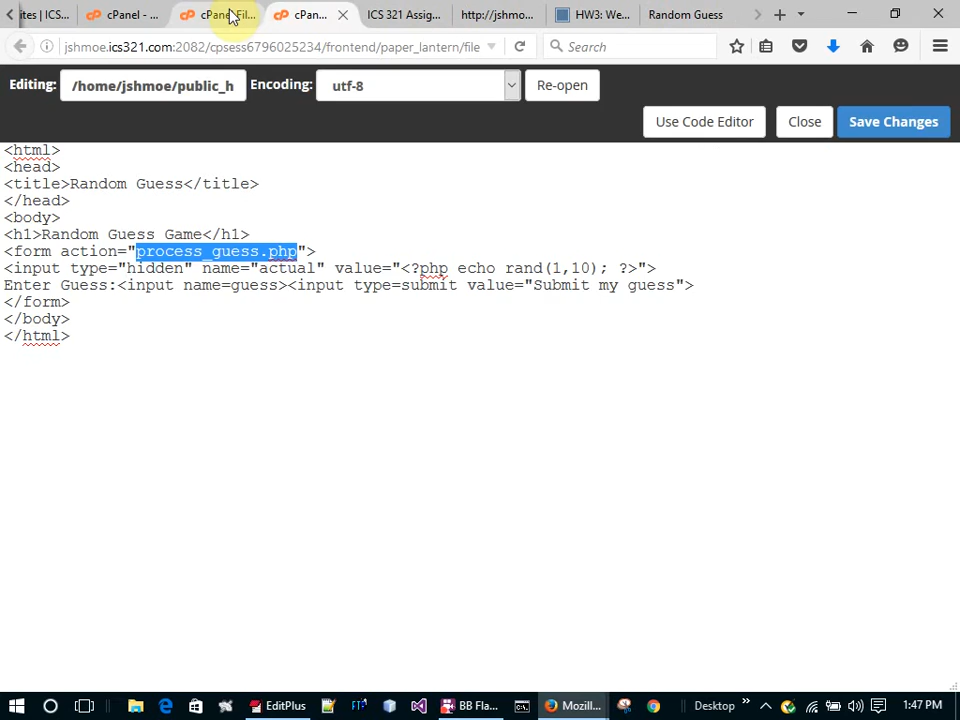 ites | ICS... cPanel - ... cPanel Fil... cPan... ICS 321 Assig... http://jshmo... HW3: We... Random Guess
jshmoe.ics321.com:2082/cpsess6796025234/frontend/paper_lantern/file Search
Editing: /home/jshmoe/public_h Encoding: utf-8 Re-open
Use Code Editor Close Save Changes
<html>
<head>
<title>Random Guess</title>
</head>
<body>
<h1>Random Guess Game</h1>
<form action="process_guess.php">
<input type="hidden" name="actual" value="<?php echo rand(1,10); ?>">
Enter Guess:<input name=guess><input type=submit value="Submit my guess">
</form>
</body>
</html>
EditPlus BB Fla... Mozill... Desktop 1:47 PM